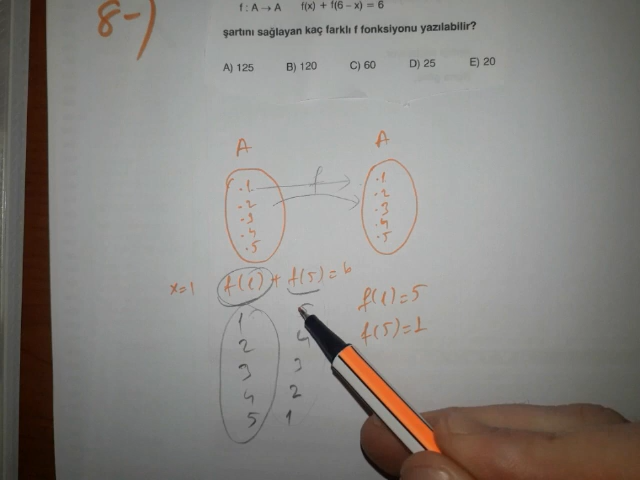 8-)
f : A → A f(x) + f(6 – x) = 6
şartını sağlayan kaç farklı f fonksiyonu yazılabilir?
A) 125 B) 120 C) 60 D) 25 E) 20
A A
.1 f .1
.2 .2
.3 .3
.4 .4
.5 .5
x=1 f(1) + f(5) = 6
f(1)=5
f(5)=1
1 5
2 4
3 3
4 2
5 1